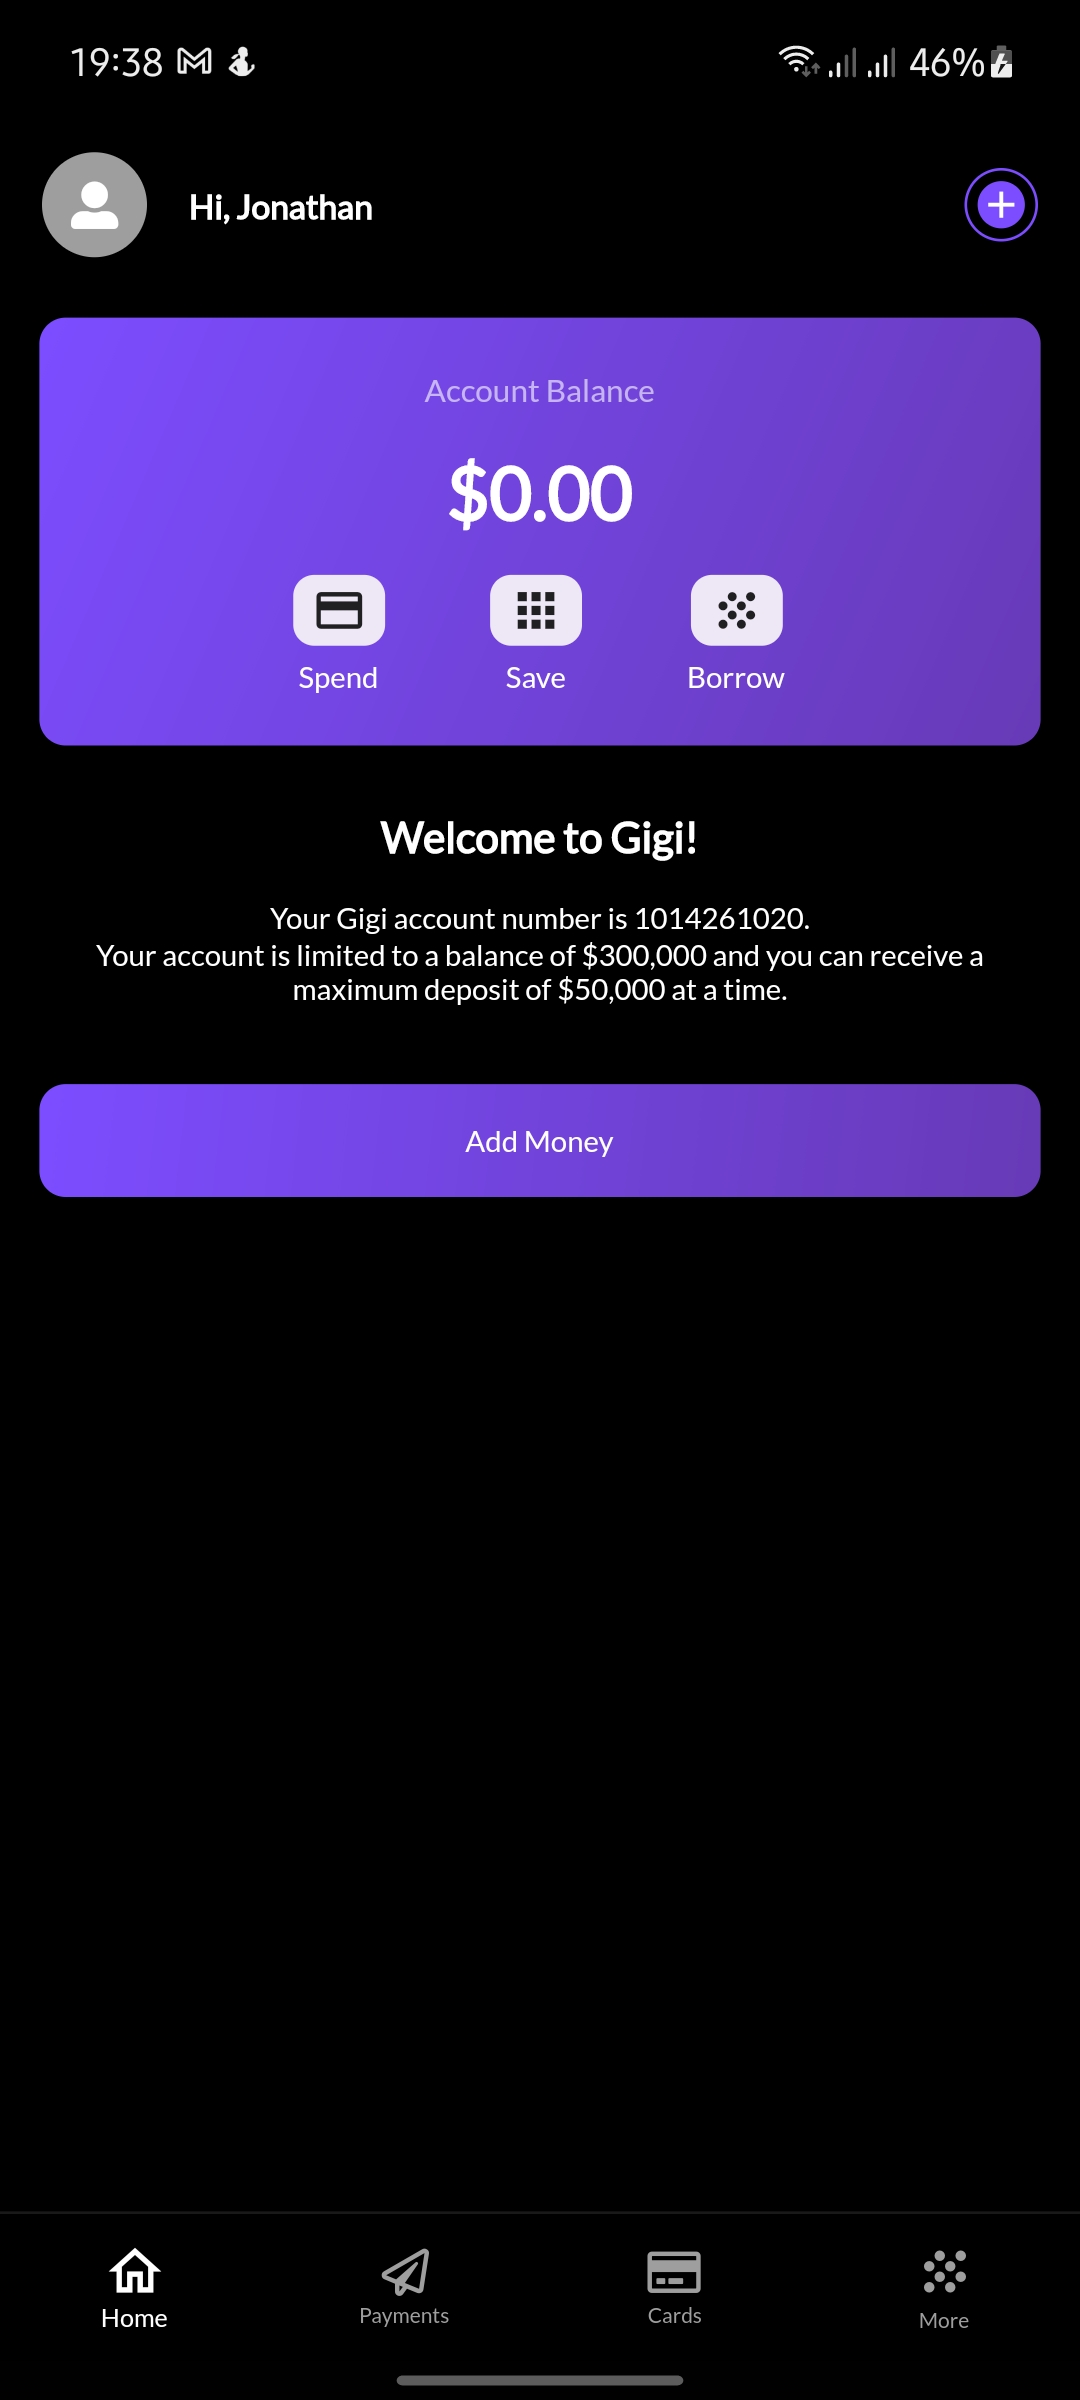 19:38
46%
Hi, Jonathan
Account Balance
$0.00
Spend
Save
Borrow
Welcome to Gigi!
Your Gigi account number is 1014261020.
Your account is limited to a balance of $300,000 and you can receive a
maximum deposit of $50,000 at a time.
Add Money
Home
Payments
Cards
More